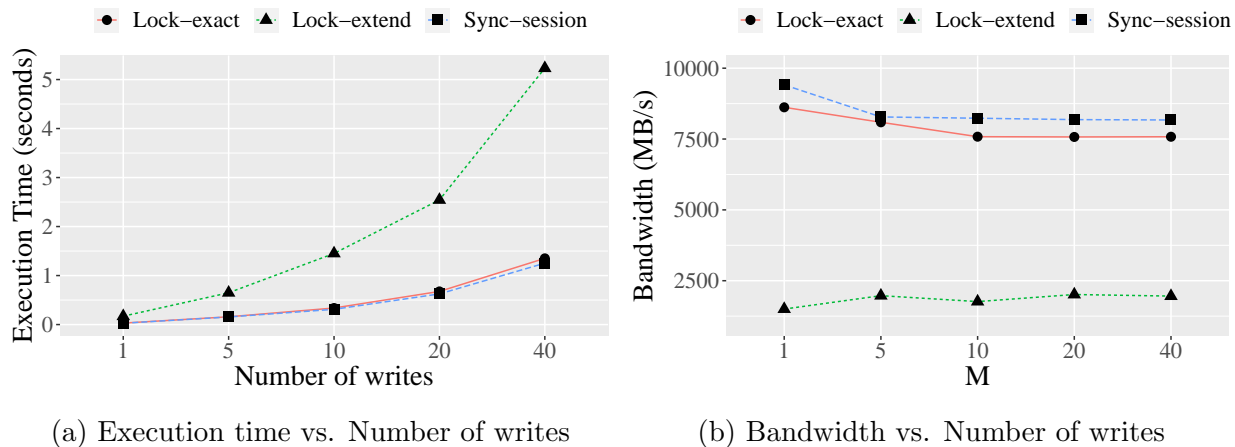 Lock−exact Lock−extend Sync−session
Execution Time (seconds)
5
4
3
2
1
0
1 5 10 20 40
Number of writes
(a) Execution time vs. Number of writes
Lock−exact Lock−extend Sync−session
Bandwidth (MB/s)
10000
7500
5000
2500
1 5 10 20 40
M
(b) Bandwidth vs. Number of writes